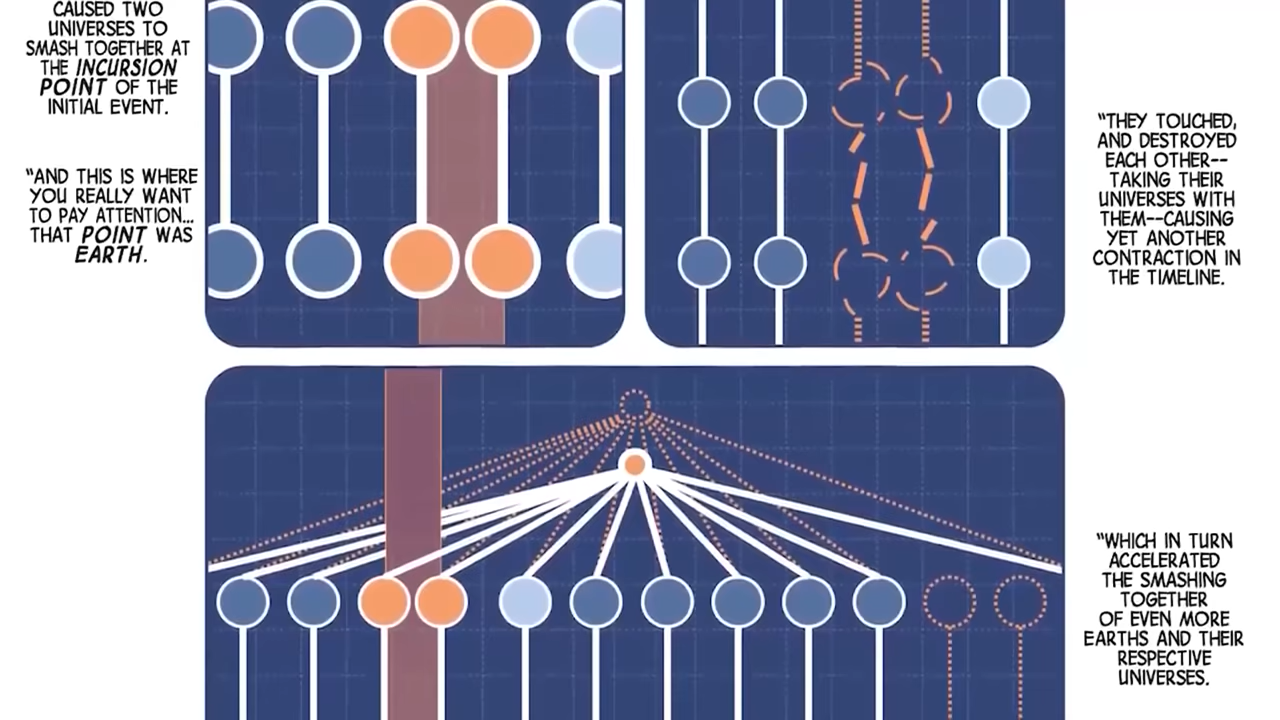 CAUSED TWO
UNIVERSES TO
SMASH TOGETHER AT
THE INCURSION
POINT OF THE
INITIAL EVENT.
"AND THIS IS WHERE
YOU REALLY WANT
TO PAY ATTENTION...
THAT POINT WAS
EARTH.
"THEY TOUCHED,
AND DESTROYED
EACH OTHER--
TAKING THEIR
UNIVERSES WITH
THEM--CAUSING
YET ANOTHER
CONTRACTION IN
THE TIMELINE.
"WHICH IN TURN
ACCELERATED
THE SMASHING
TOGETHER
OF EVEN MORE
EARTHS AND THEIR
RESPECTIVE
UNIVERSES.